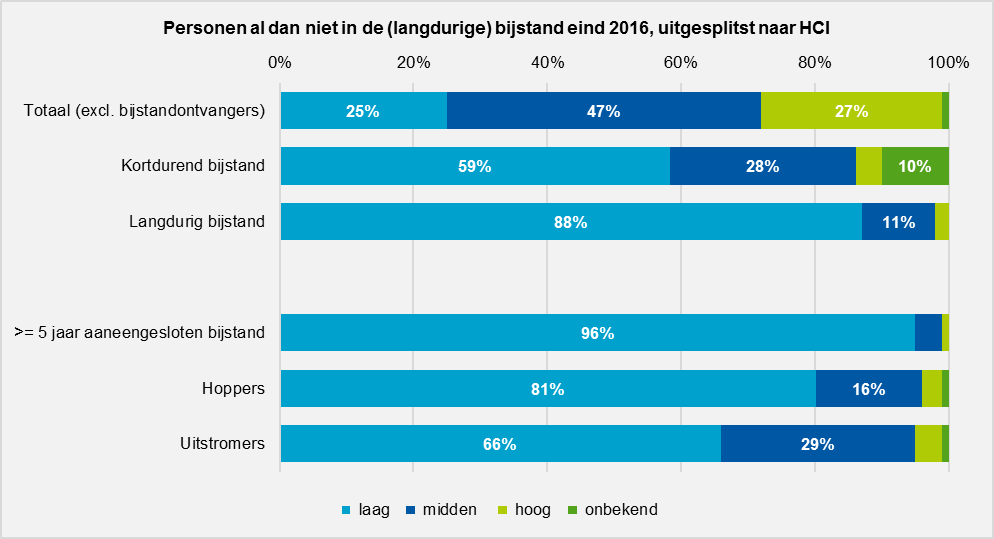 Personen al dan niet in de (langdurige) bijstand eind 2016, uitgesplitst naar HCI
0% 20% 40% 60% 80% 100%
Totaal (excl. bijstandontvangers) 25% 47% 27%
Kortdurend bijstand 59% 28% 10%
Langdurig bijstand 88% 11%
>= 5 jaar aaneengesloten bijstand 96%
Hoppers 81% 16%
Uitstromers 66% 29%
laag midden hoog onbekend